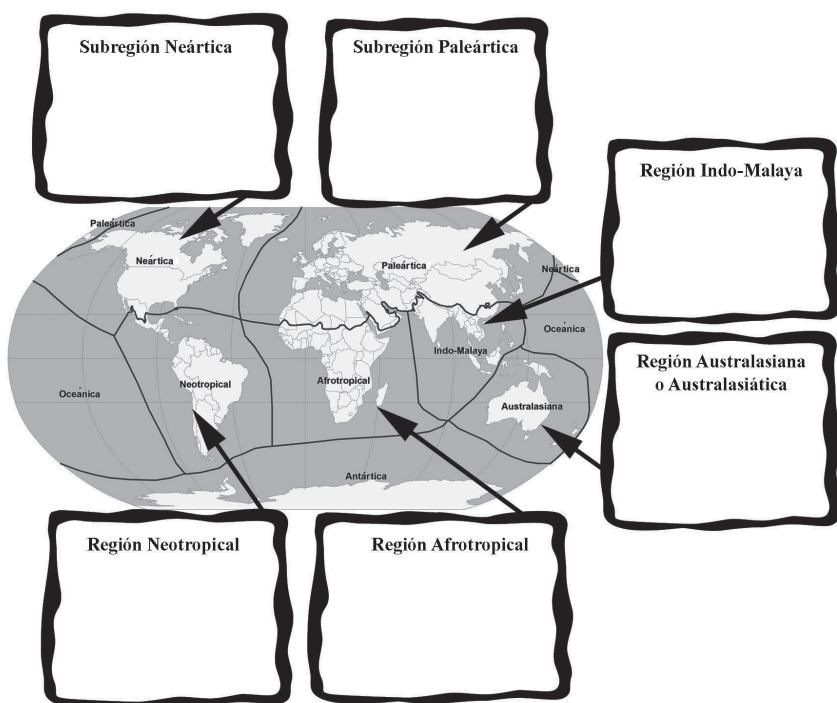 Subregión Neártica
Subregión Paleártica
Región Indo-Malaya
Paleártica
Neártica
Paleártica
Neártica
Oceánica
Indo-Malaya
Región Australasiana
o Australasiática
Oceánica
Neotropical
Afrotropical
Australasiana
Antártica
Región Neotropical
Región Afrotropical